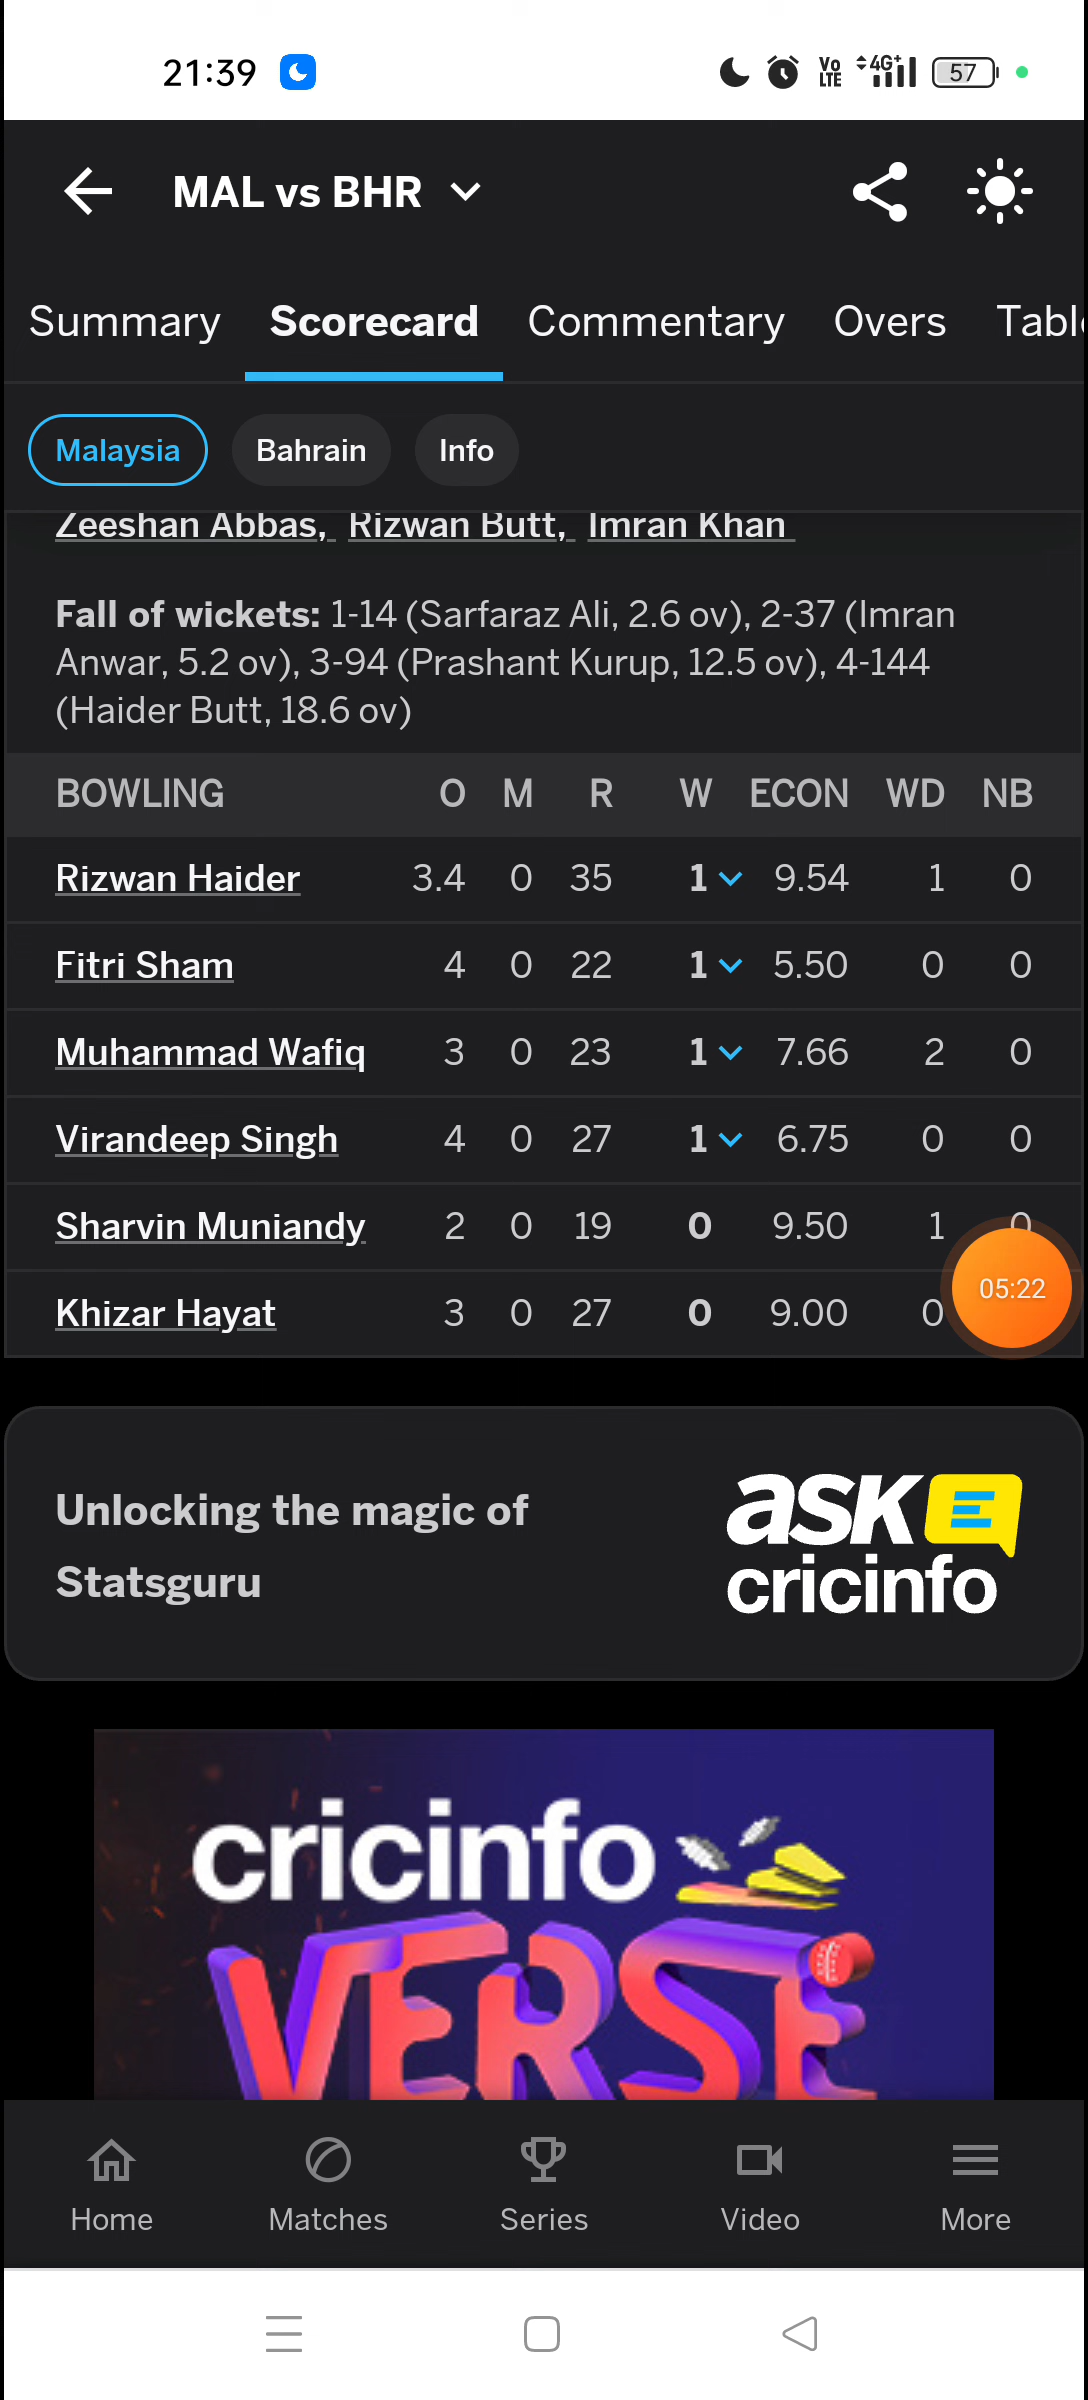 21:39
Vo LTE 4G+ 57
MAL vs BHR
Summary Scorecard Commentary Overs Tabl
Malaysia Bahrain Info
Zeeshan Abbas, Rizwan Butt, Imran Khan
Fall of wickets: 1-14 (Sarfaraz Ali, 2.6 ov), 2-37 (Imran
Anwar, 5.2 ov), 3-94 (Prashant Kurup, 12.5 ov), 4-144
(Haider Butt, 18.6 ov)
BOWLING O M R W ECON WD NB
Rizwan Haider 3.4 0 35 1 9.54 1 0
Fitri Sham 4 0 22 1 5.50 0 0
Muhammad Wafiq 3 0 23 1 7.66 2 0
Virandeep Singh 4 0 27 1 6.75 0 0
Sharvin Muniandy 2 0 19 0 9.50 1 0
Khizar Hayat 3 0 27 0 9.00 0
05:22
Unlocking the magic of
Statsguru
ask
cricinfo
cricinfo
VERSE
Home Matches Series Video More